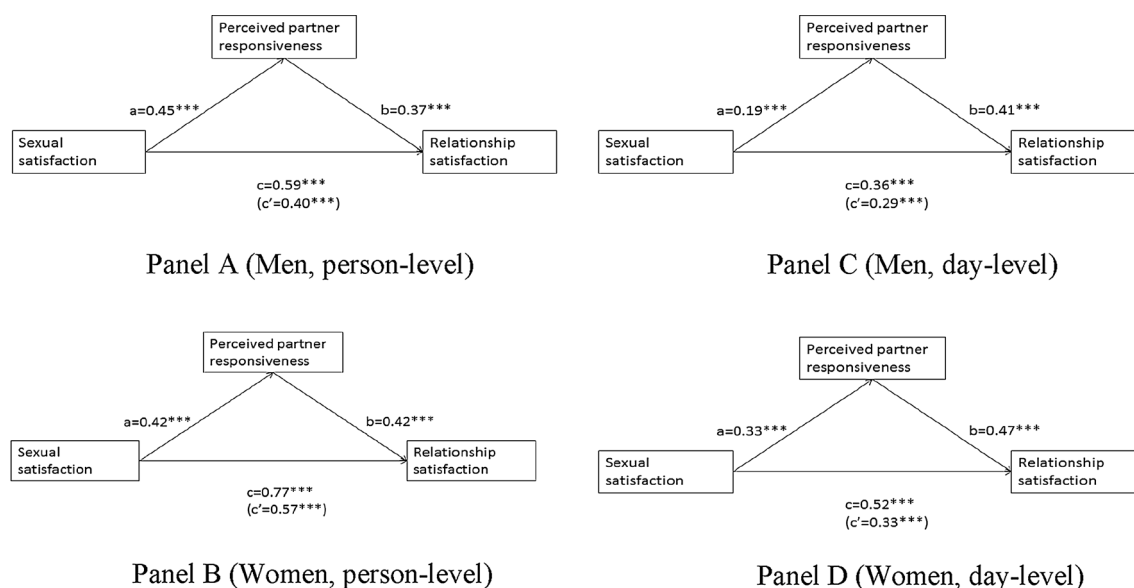 Perceived partner
responsiveness
a=0.45***
b=0.37***
Sexual
satisfaction
Relationship
satisfaction
c=0.59***
(c’=0.40***)
Panel A (Men, person-level)
Perceived partner
responsiveness
a=0.19***
b=0.41***
Sexual
satisfaction
Relationship
satisfaction
c=0.36***
(c’=0.29***)
Panel C (Men, day-level)
Perceived partner
responsiveness
a=0.42***
b=0.42***
Sexual
satisfaction
Relationship
satisfaction
c=0.77***
(c’=0.57***)
Panel B (Women, person-level)
Perceived partner
responsiveness
a=0.33***
b=0.47***
Sexual
satisfaction
Relationship
satisfaction
c=0.52***
(c’=0.33***)
Panel D (Women, day-level)